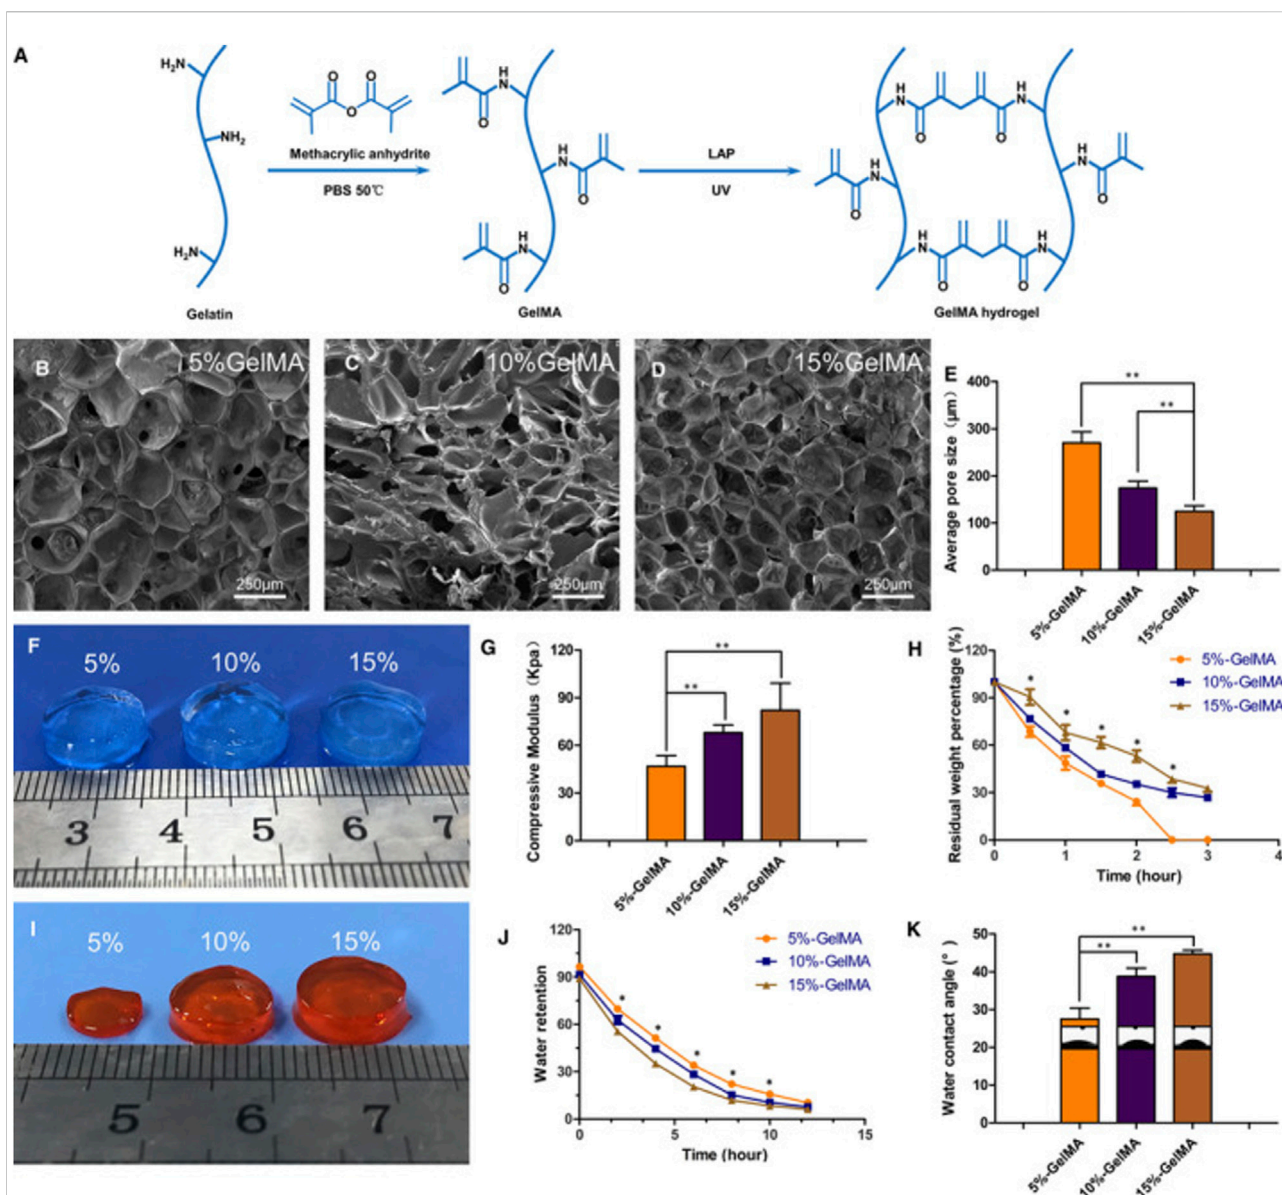 A
H₂N
NH₂
H₂N
Gelatin
O O
O
Methacrylic anhydrite
PBS 50℃
H
N
O
H
N
O
H
N
O
GelMA
LAP
UV
H
N
O
O
H
N
H
N
O
H
N
O
H
N
O
O
H
N
GelMA hydrogel
B
5%GelMA
250μm
C
10%GelMA
250μm
D
15%GelMA
250μm
E
Average pore size (μm)
400
300
200
100
0
**
**
5%-GelMA
10%-GelMA
15%-GelMA
F
5%
10%
15%
3 4 5 6 7
G
Compressive Modulus (Kpa)
120
90
60
30
0
**
**
5%-GelMA
10%-GelMA
15%-GelMA
H
Residual weight percentage (%)
120
90
60
30
0
* * * * *
5%-GelMA
10%-GelMA
15%-GelMA
0 1 2 3 4
Time (hour)
I
5%
10%
15%
5 6 7
J
Water retention
120
90
60
30
0
* * * * *
5%-GelMA
10%-GelMA
15%-GelMA
0 5 10 15
Time (hour)
K
Water contact angle (°)
50
40
30
20
10
0
**
**
5%-GelMA
10%-GelMA
15%-GelMA